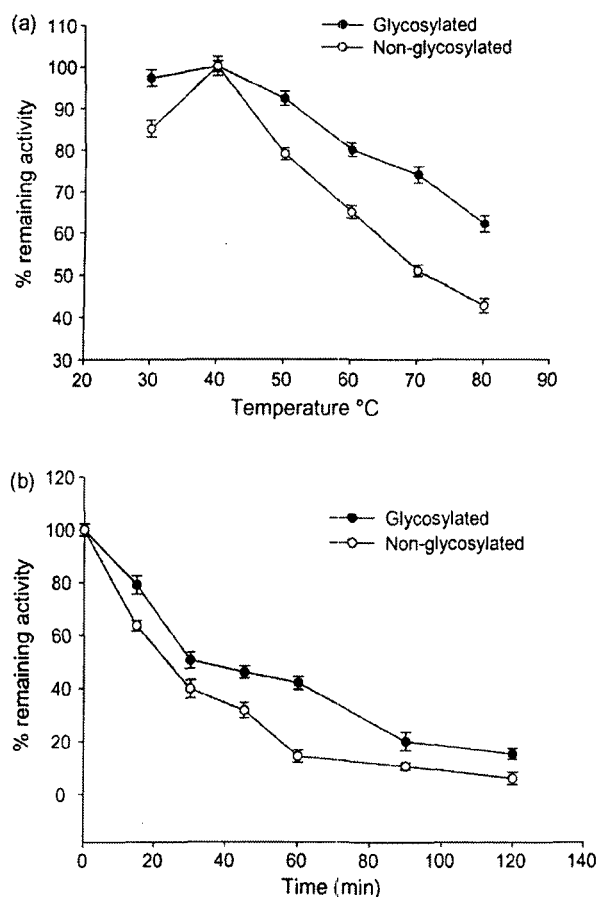 (a)
Glycosylated
Non-glycosylated
110
100
90
80
70
60
50
40
30
% remaining activity
20 30 40 50 60 70 80 90
Temperature °C
(b)
Glycosylated
Non-glycosylated
120
100
80
60
40
20
0
% remaining activity
0 20 40 60 80 100 120 140
Time (min)